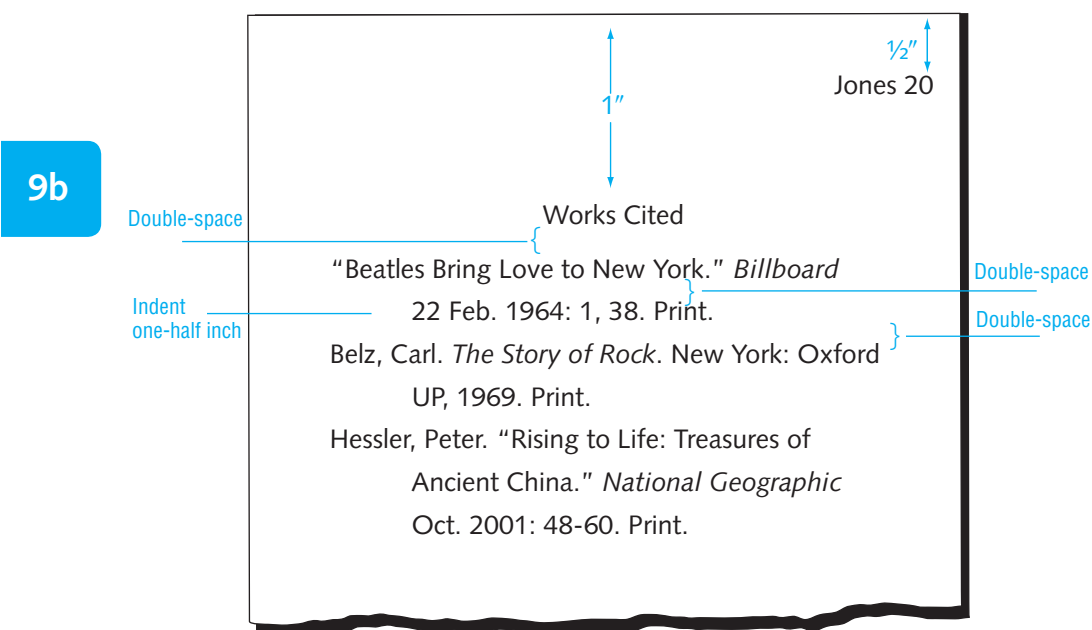 ½″
Jones 20
1″
9b
Double-space
Works Cited
“Beatles Bring Love to New York.” Billboard
Double-space
Indent
one-half inch
22 Feb. 1964: 1, 38. Print.
Double-space
Belz, Carl. The Story of Rock. New York: Oxford
UP, 1969. Print.
Hessler, Peter. “Rising to Life: Treasures of
Ancient China.” National Geographic
Oct. 2001: 48-60. Print.